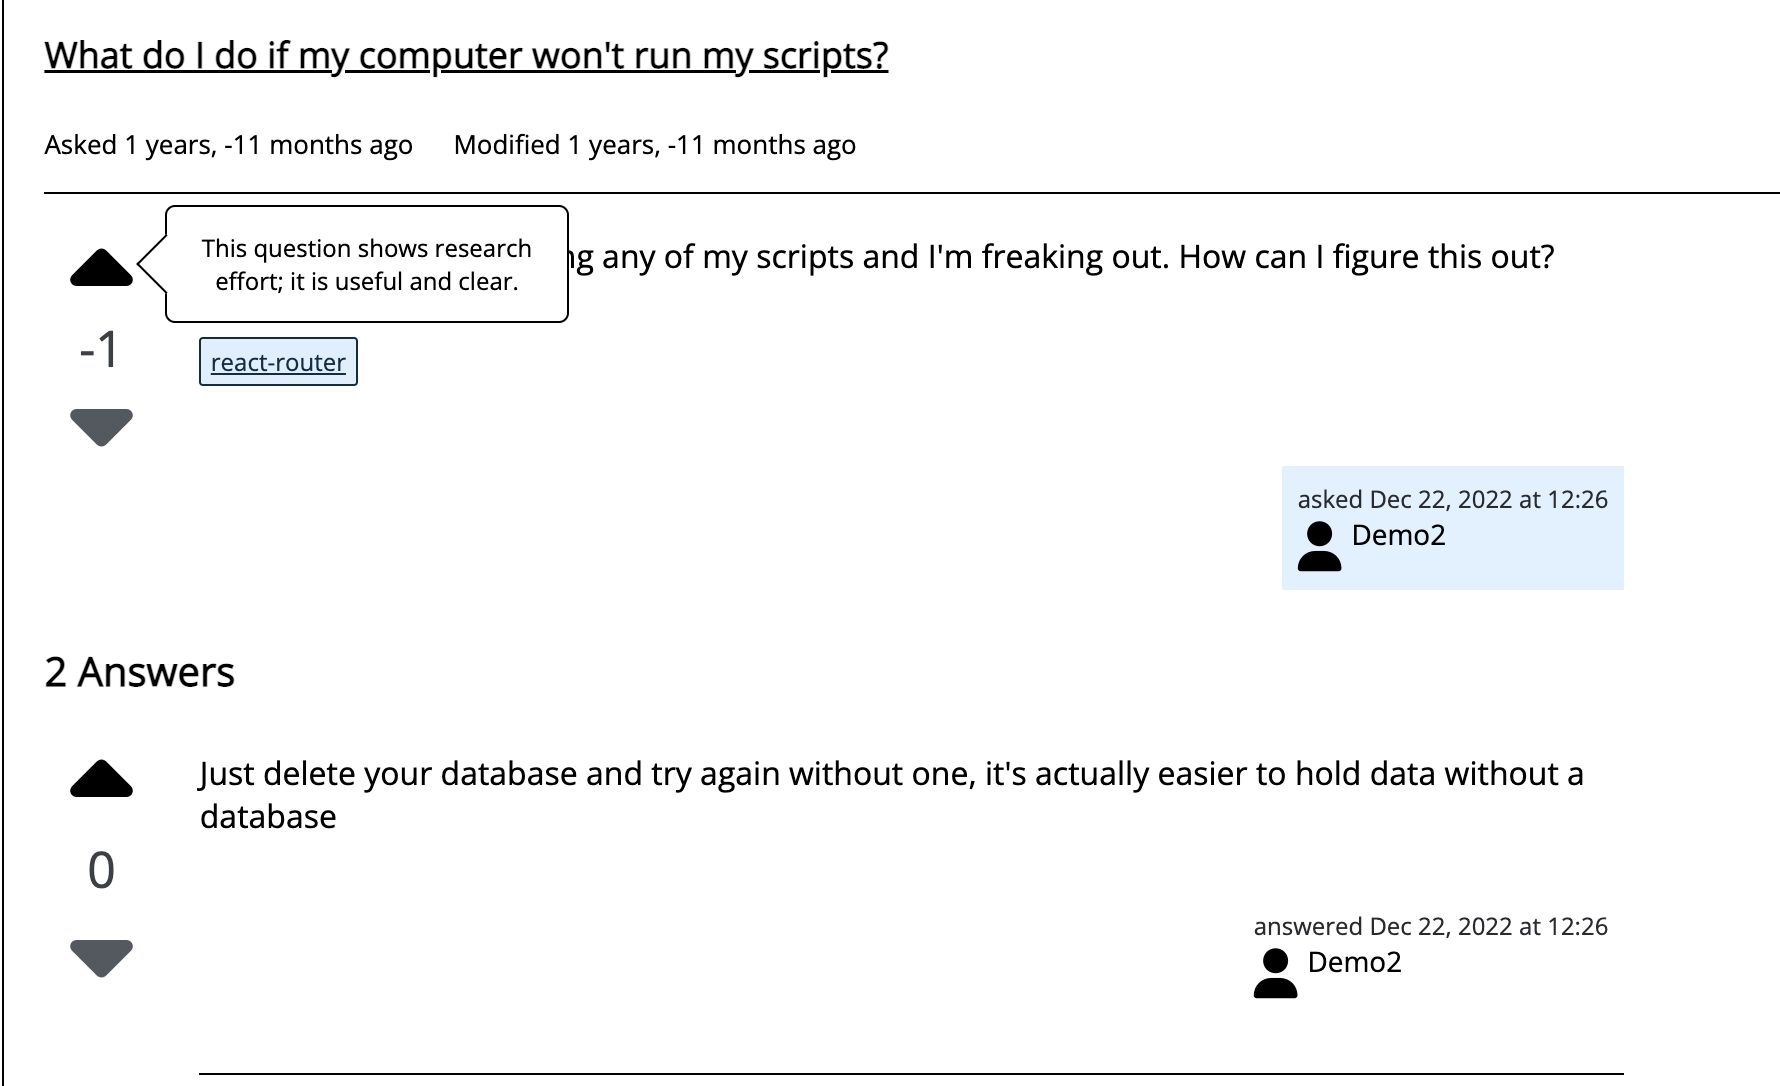 What do I do if my computer won't run my scripts?
Asked 1 years, -11 months ago Modified 1 years, -11 months ago
This question shows research
effort; it is useful and clear.
any of my scripts and I'm freaking out. How can I figure this out?
-1
react-router
asked Dec 22, 2022 at 12:26
Demo2
2 Answers
Just delete your database and try again without one, it's actually easier to hold data without a
database
0
answered Dec 22, 2022 at 12:26
Demo2